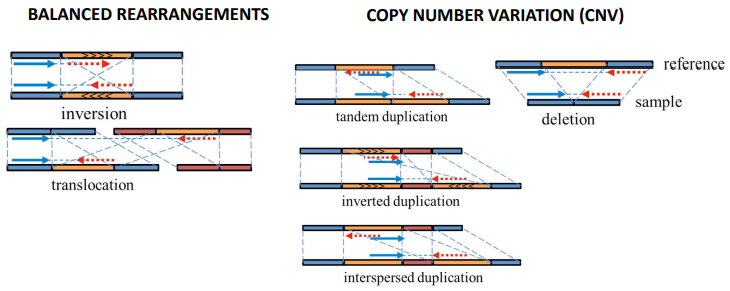 BALANCED REARRANGEMENTS
COPY NUMBER VARIATION (CNV)
inversion
translocation
tandem duplication
inverted duplication
interspersed duplication
reference
sample
deletion